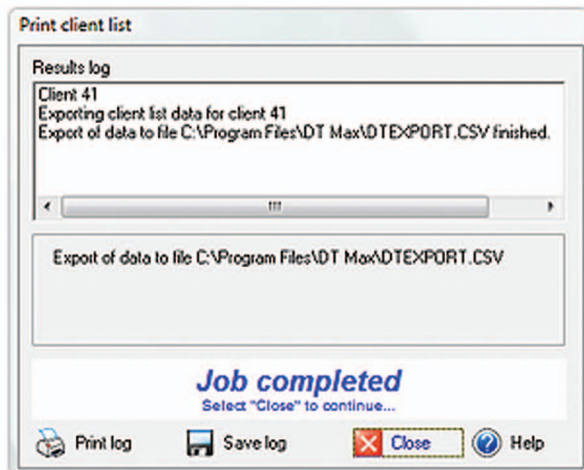 Print client list
Results log
Client 41
Exporting client list data for client 41
Export of data to file C:\Program Files\DT Max\DTEXPORT.CSV finished.
Export of data to file C:\Program Files\DT Max\DTEXPORT.CSV
Job completed
Select "Close" to continue...
Print log Save log Close Help